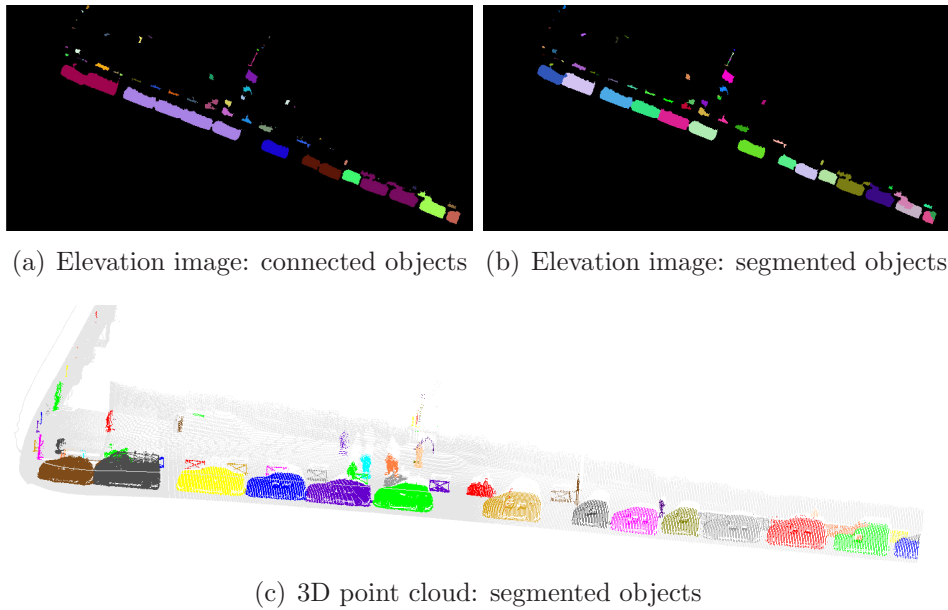 (a) Elevation image: connected objects (b) Elevation image: segmented objects
(c) 3D point cloud: segmented objects